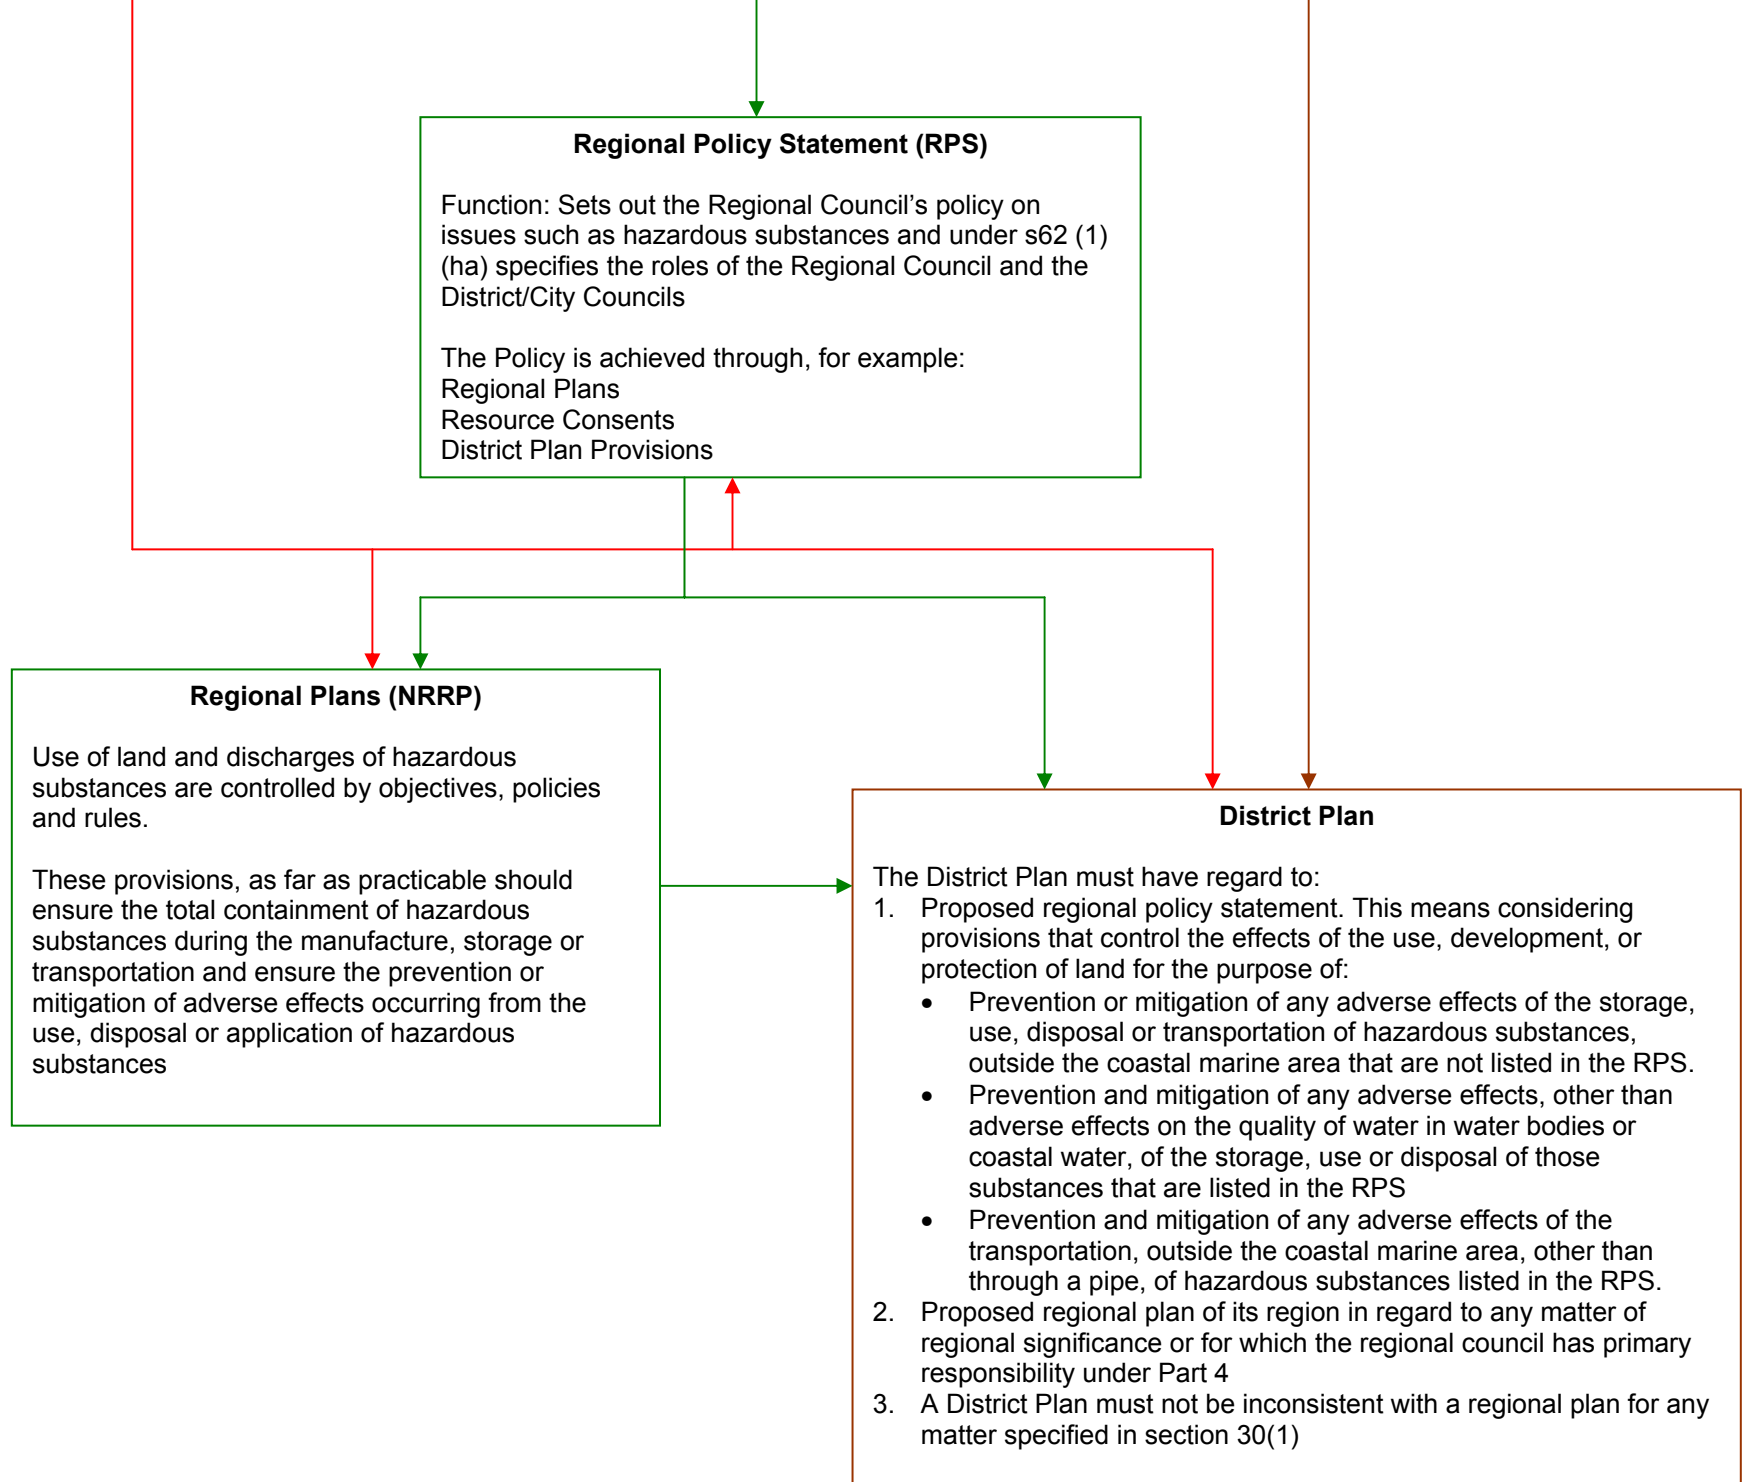 Regional Policy Statement (RPS)
Function: Sets out the Regional Council’s policy on
issues such as hazardous substances and under s62 (1)
(ha) specifies the roles of the Regional Council and the
District/City Councils
The Policy is achieved through, for example:
Regional Plans
Resource Consents
District Plan Provisions
Regional Plans (NRRP)
Use of land and discharges of hazardous
substances are controlled by objectives, policies
and rules.
These provisions, as far as practicable should
ensure the total containment of hazardous
substances during the manufacture, storage or
transportation and ensure the prevention or
mitigation of adverse effects occurring from the
use, disposal or application of hazardous
substances
District Plan
The District Plan must have regard to:
1. Proposed regional policy statement. This means considering
provisions that control the effects of the use, development, or
protection of land for the purpose of:
• Prevention or mitigation of any adverse effects of the storage,
use, disposal or transportation of hazardous substances,
outside the coastal marine area that are not listed in the RPS.
• Prevention and mitigation of any adverse effects, other than
adverse effects on the quality of water in water bodies or
coastal water, of the storage, use or disposal of those
substances that are listed in the RPS
• Prevention and mitigation of any adverse effects of the
transportation, outside the coastal marine area, other than
through a pipe, of hazardous substances listed in the RPS.
2. Proposed regional plan of its region in regard to any matter of
regional significance or for which the regional council has primary
responsibility under Part 4
3. A District Plan must not be inconsistent with a regional plan for any
matter specified in section 30(1)